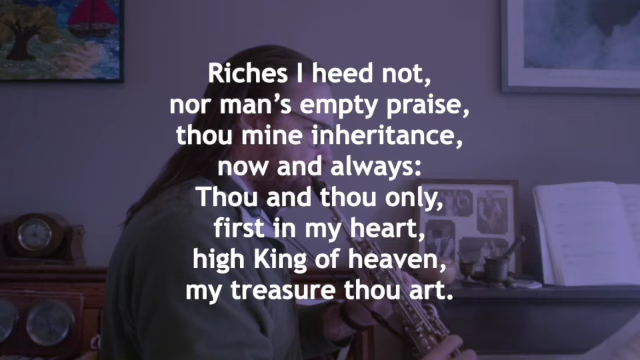 Riches I heed not,
nor man’s empty praise,
thou mine inheritance,
now and always:
Thou and thou only,
first in my heart,
high King of heaven,
my treasure thou art.